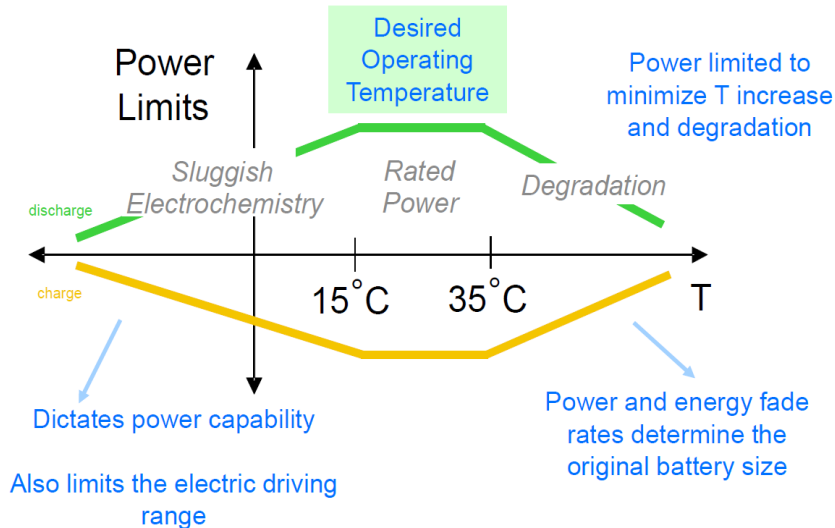 Power
Limits
Desired
Operating
Temperature
Power limited to
minimize T increase
and degradation
Sluggish
Electrochemistry
Rated
Power
Degradation
discharge
charge
15°C
35°C
T
Dictates power capability
Also limits the electric driving
range
Power and energy fade
rates determine the
original battery size